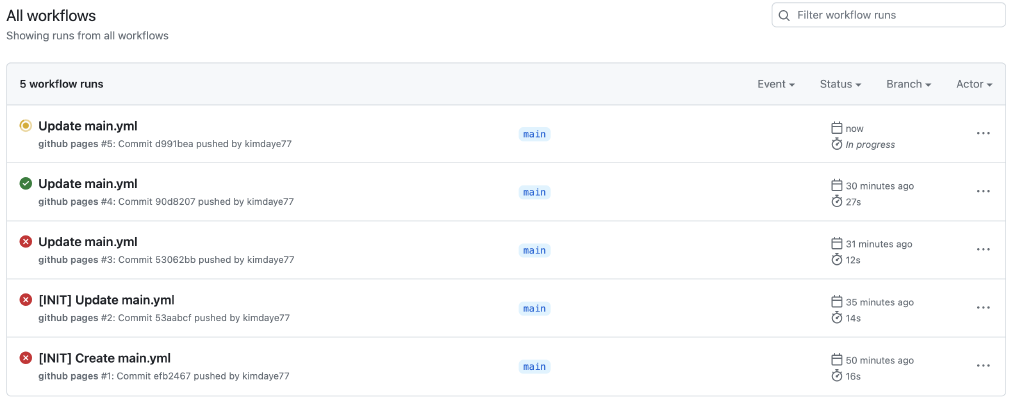 All workflows
Filter workflow runs
Showing runs from all workflows
5 workflow runs
Event Status Branch Actor
Update main.yml
github pages #5: Commit d991bea pushed by kimdaye77
main
now
In progress
Update main.yml
github pages #4: Commit 90d8207 pushed by kimdaye77
main
30 minutes ago
27s
Update main.yml
github pages #3: Commit 53062bb pushed by kimdaye77
main
31 minutes ago
12s
[INIT] Update main.yml
github pages #2: Commit 53aabcf pushed by kimdaye77
main
35 minutes ago
14s
[INIT] Create main.yml
github pages #1: Commit efb2467 pushed by kimdaye77
main
50 minutes ago
16s